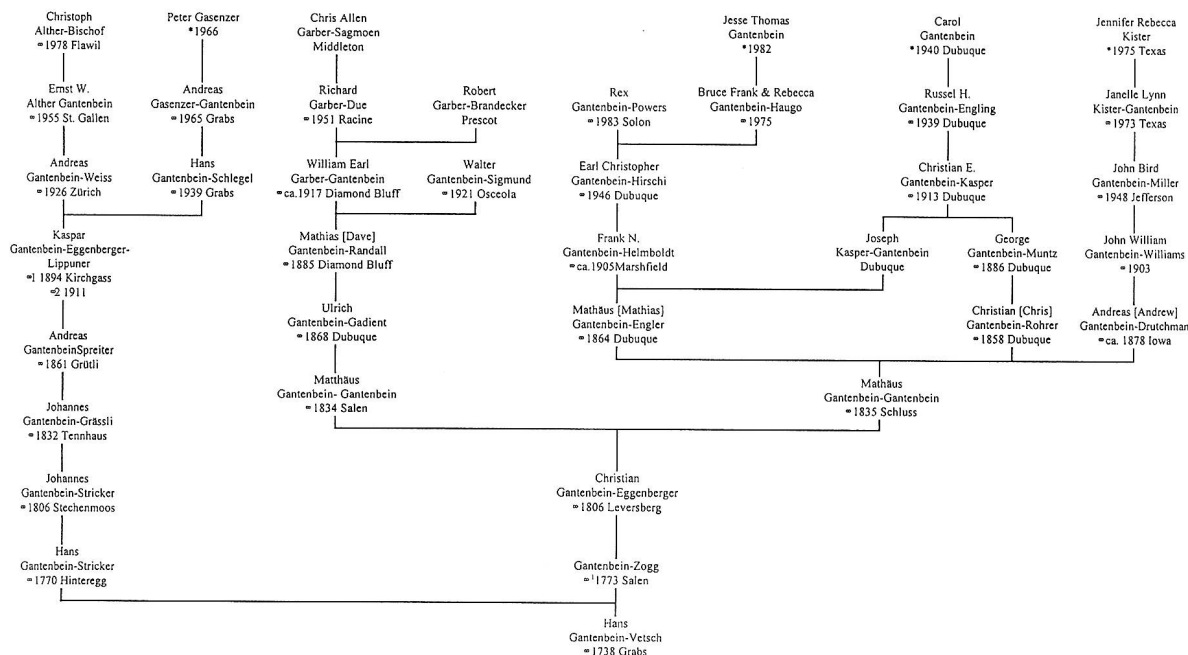 Christoph
Alther-Bischof
∞ 1978 Flawil
Peter Gasenzer
*1966
Chris Allen
Garber-Sagmoen
Middleton
Jesse Thomas
Gantenbein
*1982
Carol
Gantenbein
*1940 Dubuque
Jennifer Rebecca
Kister
*1975 Texas
Ernst W.
Alther Gantenbein
∞ 1955 St. Gallen
Andreas
Gasenzer-Gantenbein
∞ 1965 Grabs
Richard
Garber-Due
∞ 1951 Racine
Robert
Garber-Brandecker
Prescot
Rex
Gantenbein-Powers
∞ 1983 Solon
Bruce Frank & Rebecca
Gantenbein-Haugo
∞ 1975
Russel H.
Gantenbein-Engling
∞ 1939 Dubuque
Janelle Lynn
Kister-Gantenbein
∞ 1973 Texas
Andreas
Gantenbein-Weiss
∞ 1926 Zürich
Hans
Gantenbein-Schlegel
∞ 1939 Grabs
William Earl
Garber-Gantenbein
∞ ca.1917 Diamond Bluff
Walter
Gantenbein-Sigmund
∞ 1921 Osceola
Earl Christopher
Gantenbein-Hirschi
∞ 1946 Dubuque
Christian E.
Gantenbein-Kasper
∞ 1913 Dubuque
John Bird
Gantenbein-Miller
∞ 1948 Jefferson
Kaspar
Gantenbein-Eggenberger-
Lippuner
∞1 1894 Kirchgass
∞2 1911
Mathias [Dave]
Gantenbein-Randall
∞ 1885 Diamond Bluff
Frank N.
Gantenbein-Helmboldt
∞ ca.1905Marshfield
Joseph
Kasper-Gantenbein
Dubuque
George
Gantenbein-Muntz
∞ 1886 Dubuque
John William
Gantenbein-Williams
∞ 1903
Andreas
GantenbeinSpreiter
∞ 1861 Grütli
Ulrich
Gantenbein-Gadient
∞ 1868 Dubuque
Mathäus [Mathias]
Gantenbein-Engler
∞ 1864 Dubuque
Christian [Chris]
Gantenbein-Rohrer
∞ 1858 Dubuque
Andreas [Andrew]
Gantenbein-Drutchman
∞ ca. 1878 Iowa
Johannes
Gantenbein-Grässli
∞ 1832 Tennhaus
Matthäus
Gantenbein- Gantenbein
∞ 1834 Salen
Mathäus
Gantenbein-Gantenbein
∞ 1835 Schluss
Johannes
Gantenbein-Stricker
∞ 1806 Stechenmoos
Christian
Gantenbein-Eggenberger
∞ 1806 Leversberg
Hans
Gantenbein-Stricker
∞ 1770 Hinteregg
Gantenbein-Zogg
∞ ¹1773 Salen
Hans
Gantenbein-Vetsch
∞ 1738 Grabs